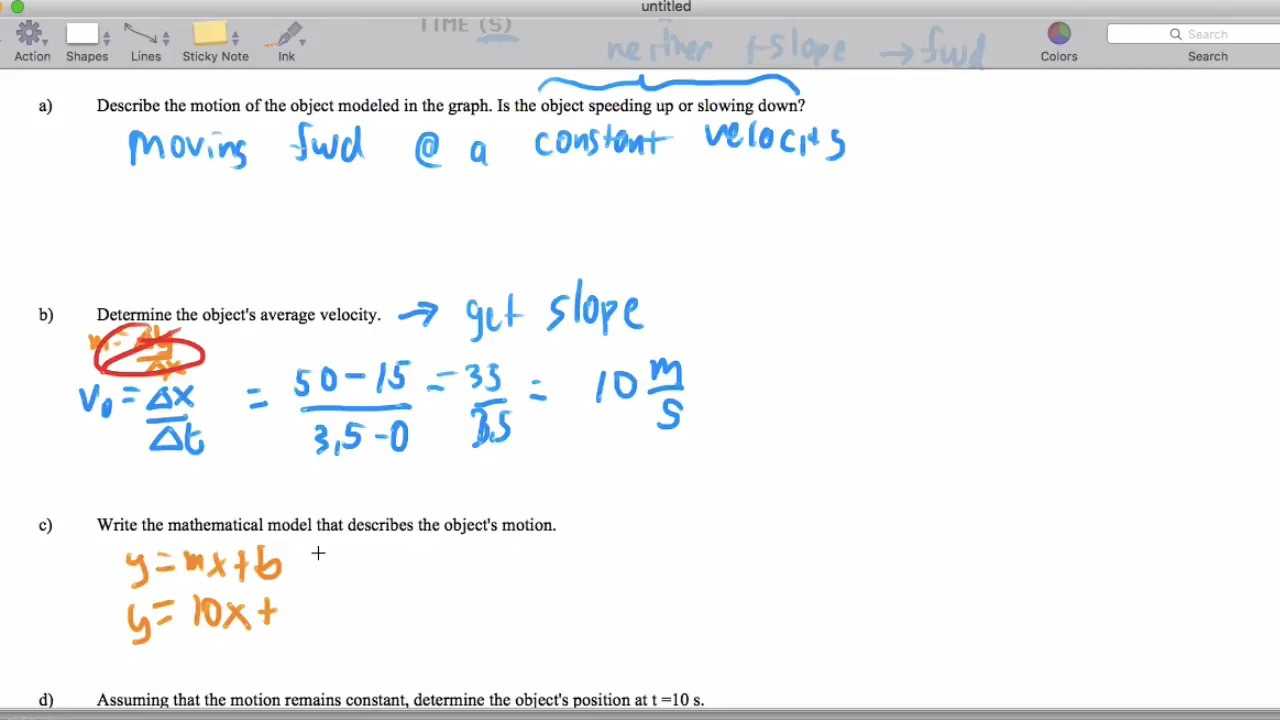 untitled
TIME (S)
neither +slope → fwd
Action Shapes Lines Sticky Note Ink Colors Search
Search
a) Describe the motion of the object modeled in the graph. Is the object speeding up or slowing down?
moving fwd @ a constant velocity
b) Determine the object's average velocity. → get slope
m = Δy/Δx
v₀ = Δx/Δt = 50-15/3,5-0 = 35/3.5 = 10 m/s
c) Write the mathematical model that describes the object's motion.
y = mx + b
y = 10x +
d) Assuming that the motion remains constant, determine the object's position at t =10 s.